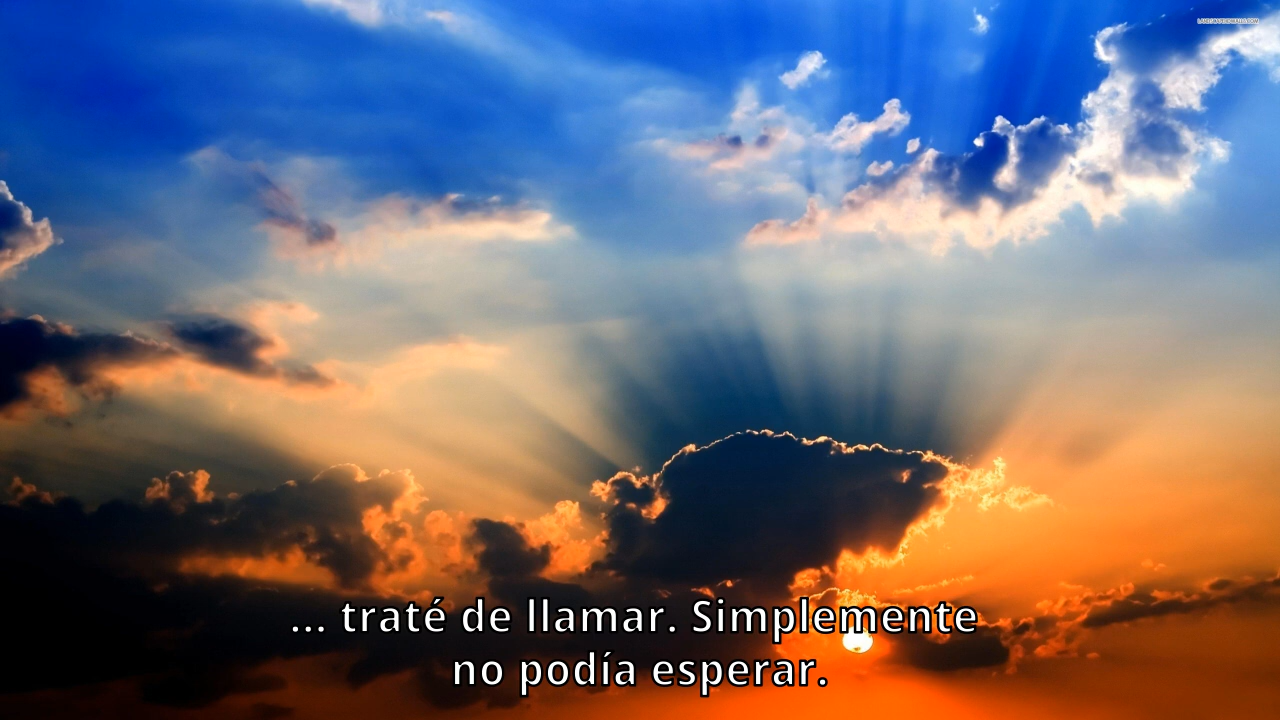 ... traté de llamar. Simplemente
no podía esperar.